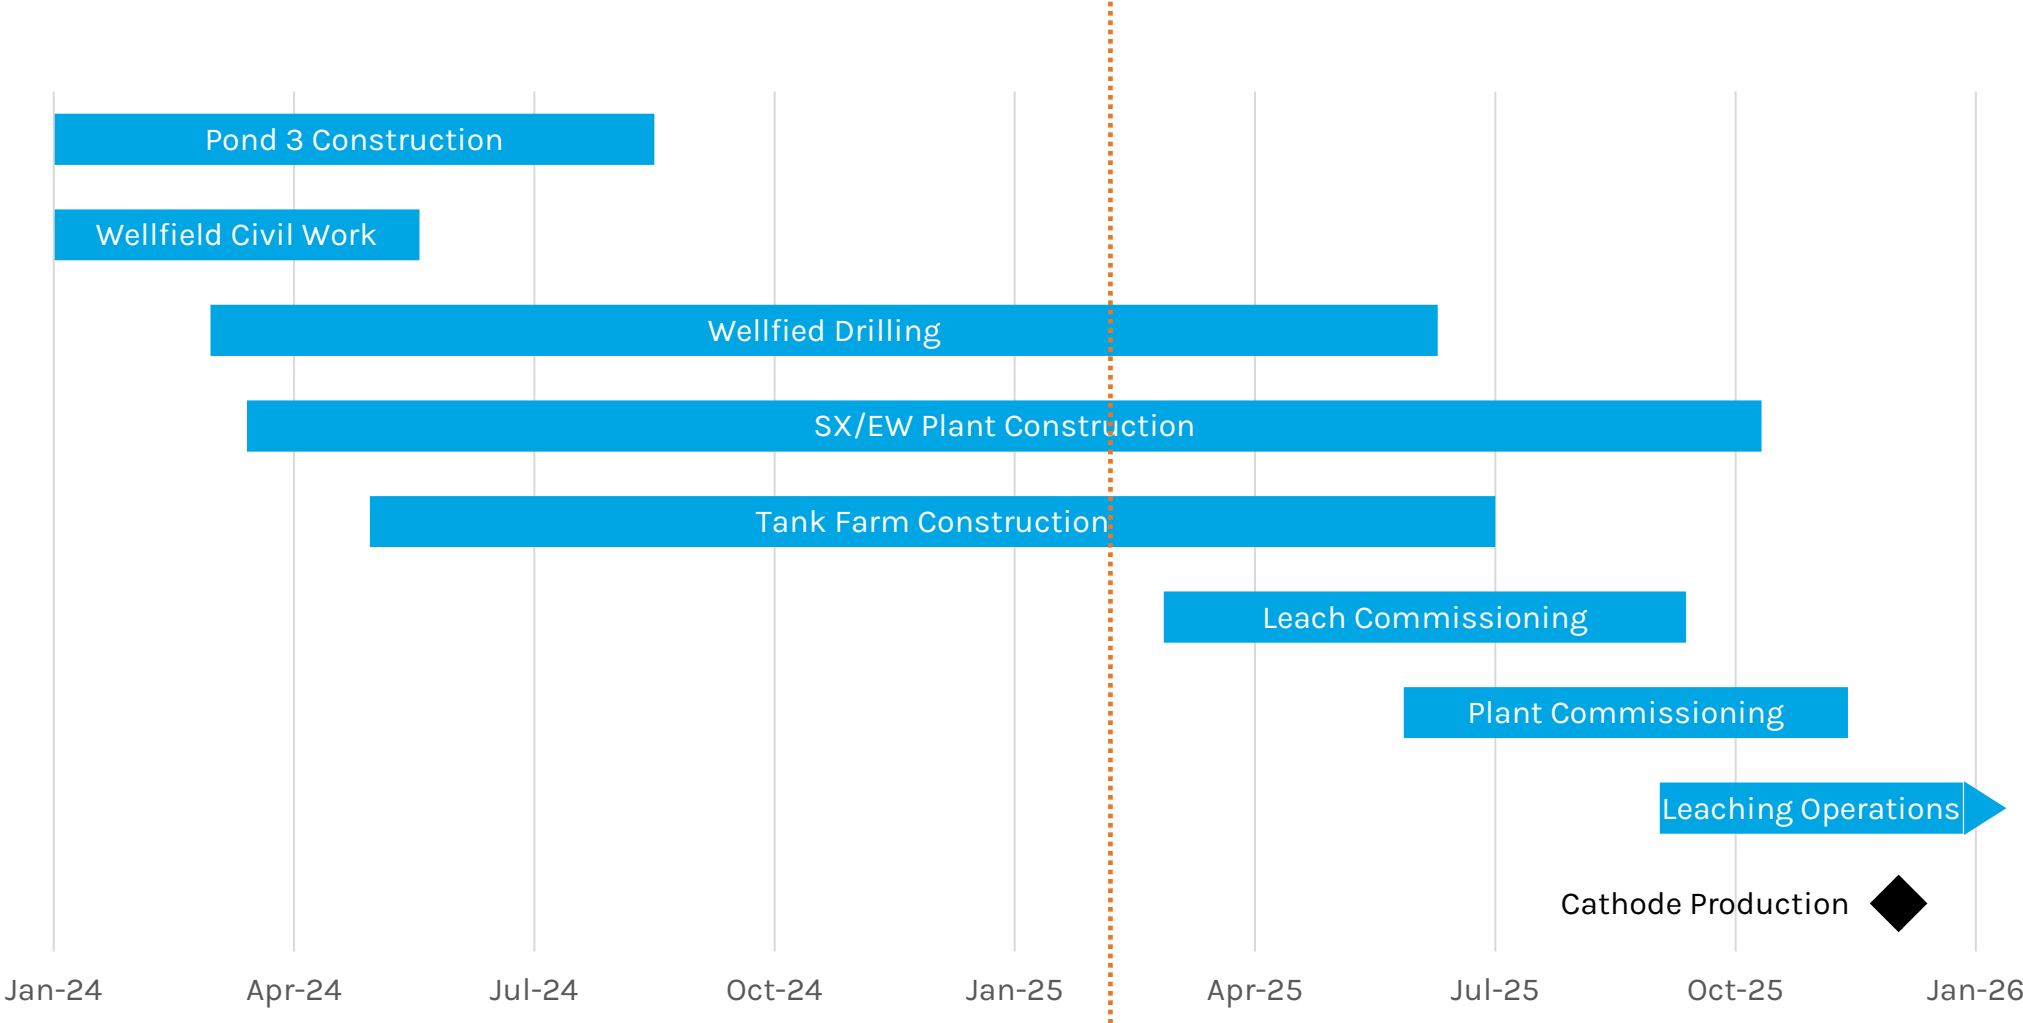 Pond 3 Construction
Wellfield Civil Work
Wellfied Drilling
SX/EW Plant Construction
Tank Farm Construction
Leach Commissioning
Plant Commissioning
Leaching Operations
Cathode Production
Jan-24 Apr-24 Jul-24 Oct-24 Jan-25 Apr-25 Jul-25 Oct-25 Jan-26